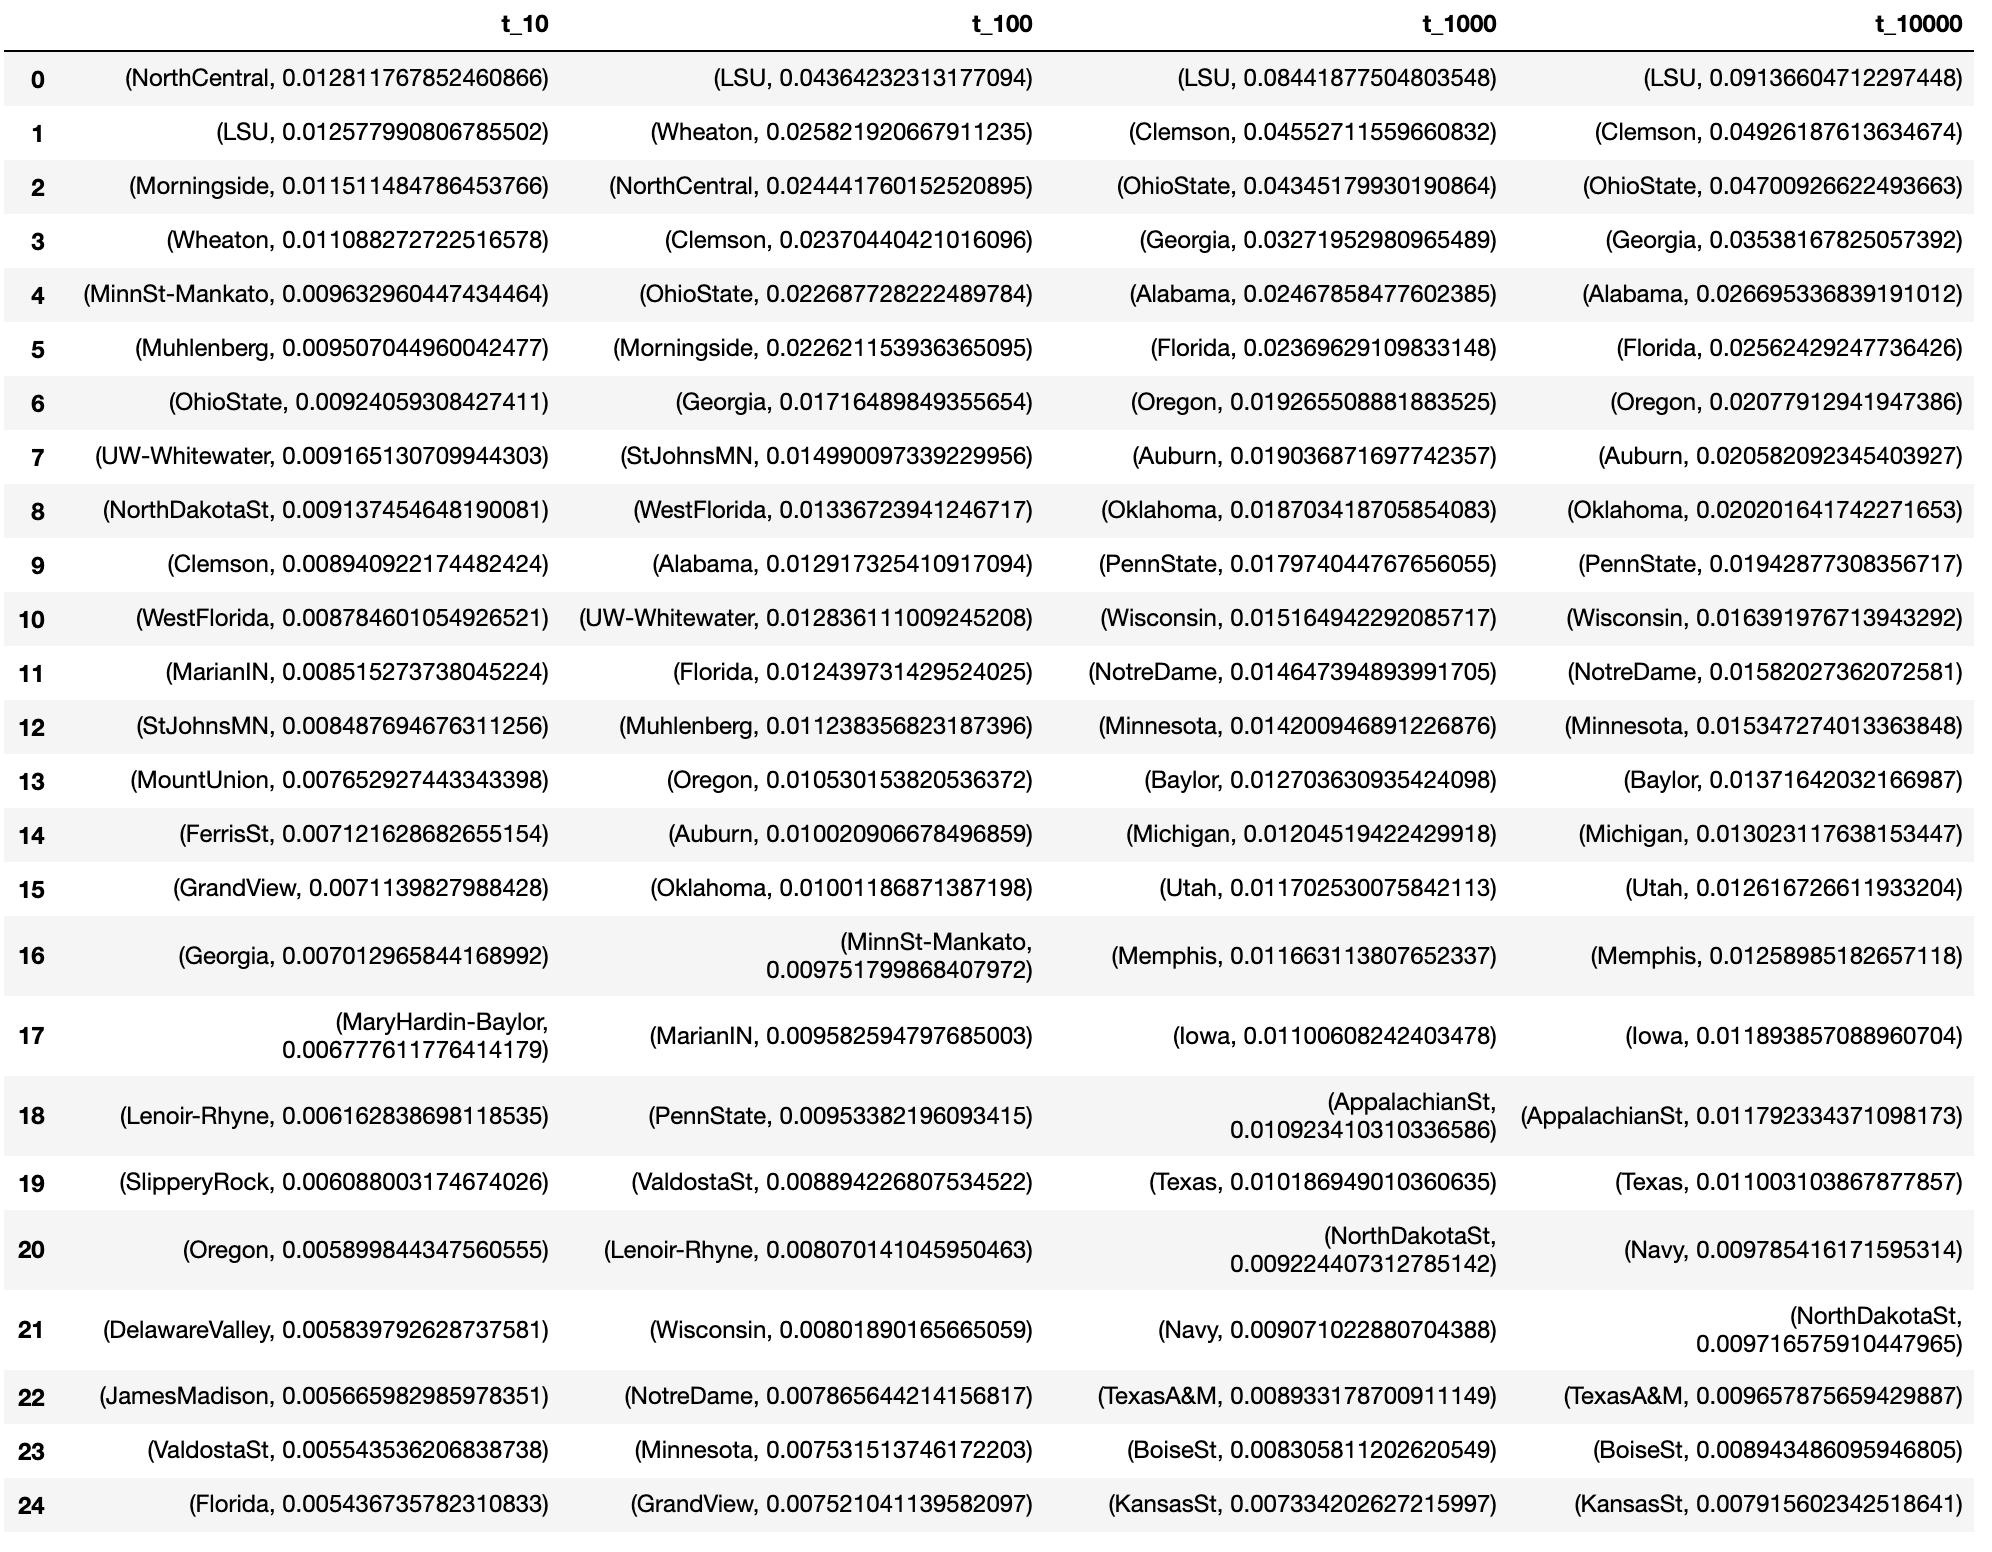 t_10 t_100 t_1000 t_10000
0 (NorthCentral, 0.012811767852460866) (LSU, 0.04364232313177094) (LSU, 0.08441877504803548) (LSU, 0.09136604712297448)
1 (LSU, 0.012577990806785502) (Wheaton, 0.025821920667911235) (Clemson, 0.04552711559660832) (Clemson, 0.04926187613634674)
2 (Morningside, 0.011511484786453766) (NorthCentral, 0.024441760152520895) (OhioState, 0.04345179930190864) (OhioState, 0.04700926622493663)
3 (Wheaton, 0.011088272722516578) (Clemson, 0.02370440421016096) (Georgia, 0.03271952980965489) (Georgia, 0.03538167825057392)
4 (MinnSt-Mankato, 0.009632960447434464) (OhioState, 0.022687728222489784) (Alabama, 0.02467858477602385) (Alabama, 0.026695336839191012)
5 (Muhlenberg, 0.009507044960042477) (Morningside, 0.022621153936365095) (Florida, 0.02369629109833148) (Florida, 0.02562429247736426)
6 (OhioState, 0.00924059308427411) (Georgia, 0.01716489849355654) (Oregon, 0.019265508881883525) (Oregon, 0.02077912941947386)
7 (UW-Whitewater, 0.009165130709944303) (StJohnsMN, 0.014990097339229956) (Auburn, 0.019036871697742357) (Auburn, 0.020582092345403927)
8 (NorthDakotaSt, 0.009137454648190081) (WestFlorida, 0.01336723941246717) (Oklahoma, 0.018703418705854083) (Oklahoma, 0.020201641742271653)
9 (Clemson, 0.008940922174482424) (Alabama, 0.012917325410917094) (PennState, 0.017974044767656055) (PennState, 0.01942877308356717)
10 (WestFlorida, 0.008784601054926521) (UW-Whitewater, 0.012836111009245208) (Wisconsin, 0.015164942292085717) (Wisconsin, 0.016391976713943292)
11 (MarianIN, 0.008515273738045224) (Florida, 0.012439731429524025) (NotreDame, 0.014647394893991705) (NotreDame, 0.01582027362072581)
12 (StJohnsMN, 0.008487694676311256) (Muhlenberg, 0.011238356823187396) (Minnesota, 0.014200946891226876) (Minnesota, 0.015347274013363848)
13 (MountUnion, 0.007652927443343398) (Oregon, 0.010530153820536372) (Baylor, 0.012703630935424098) (Baylor, 0.01371642032166987)
14 (FerrisSt, 0.007121628682655154) (Auburn, 0.010020906678496859) (Michigan, 0.01204519422429918) (Michigan, 0.013023117638153447)
15 (GrandView, 0.0071139827988428) (Oklahoma, 0.01001186871387198) (Utah, 0.011702530075842113) (Utah, 0.012616726611933204)
16 (Georgia, 0.007012965844168992) (MinnSt-Mankato, (Memphis, 0.011663113807652337) (Memphis, 0.01258985182657118)
0.009751799868407972)
(MaryHardin-Baylor,
17 0.006777611776414179) (MarianIN, 0.009582594797685003) (Iowa, 0.01100608242403478) (Iowa, 0.011893857088960704)
18 (Lenoir-Rhyne, 0.006162838698118535) (PennState, 0.00953382196093415) (AppalachianSt, (AppalachianSt, 0.011792334371098173)
0.010923410310336586)
19 (SlipperyRock, 0.006088003174674026) (ValdostaSt, 0.008894226807534522) (Texas, 0.010186949010360635) (Texas, 0.011003103867877857)
20 (Oregon, 0.005899844347560555) (Lenoir-Rhyne, 0.008070141045950463) (NorthDakotaSt, (Navy, 0.009785416171595314)
0.009224407312785142)
21 (DelawareValley, 0.005839792628737581) (Wisconsin, 0.00801890165665059) (Navy, 0.009071022880704388) (NorthDakotaSt,
0.009716575910447965)
22 (JamesMadison, 0.005665982985978351) (NotreDame, 0.007865644214156817) (TexasA&M, 0.008933178700911149) (TexasA&M, 0.009657875659429887)
23 (ValdostaSt, 0.005543536206838738) (Minnesota, 0.007531513746172203) (BoiseSt, 0.008305811202620549) (BoiseSt, 0.008943486095946805)
24 (Florida, 0.005436735782310833) (GrandView, 0.007521041139582097) (KansasSt, 0.007334202627215997) (KansasSt, 0.007915602342518641)